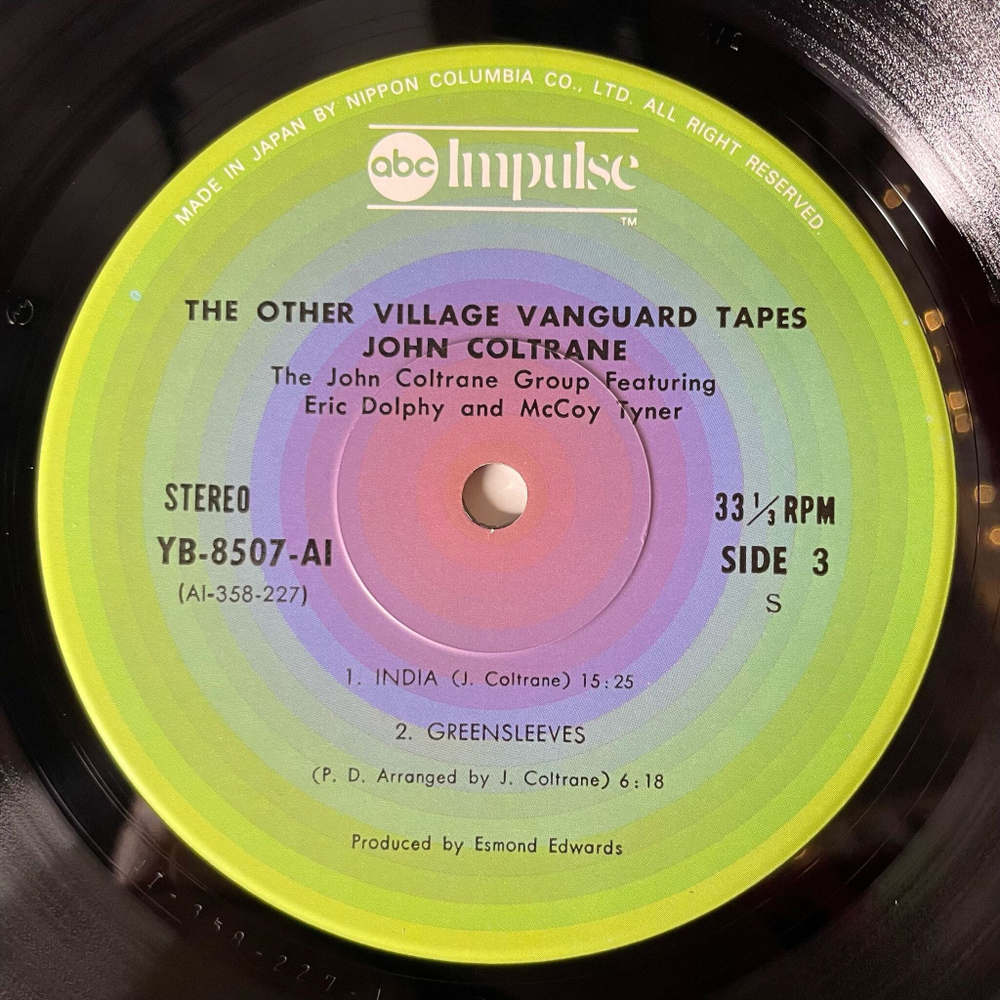 MADE IN JAPAN BY NIPPON COLUMBIA CO., LTD. ALL RIGHT RESERVED.
abc Impulse
TM
THE OTHER VILLAGE VANGUARD TAPES
JOHN COLTRANE
The John Coltrane Group Featuring
Eric Dolphy and McCoy Tyner
STEREO
YB-8507-AI
(AI-358-227)
33 1/3 RPM
SIDE 3
S
1. INDIA (J. Coltrane) 15:25
2. GREENSLEEVES
(P. D. Arranged by J. Coltrane) 6:18
Produced by Esmond Edwards